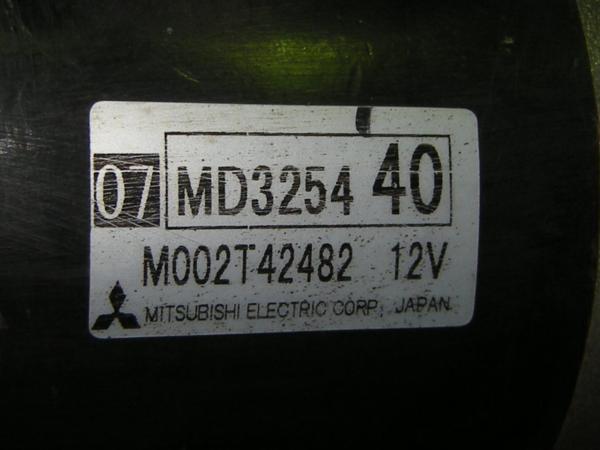 07 MD3254 40
M002T42482 12V
MITSUBISHI ELECTRIC CORP, JAPAN